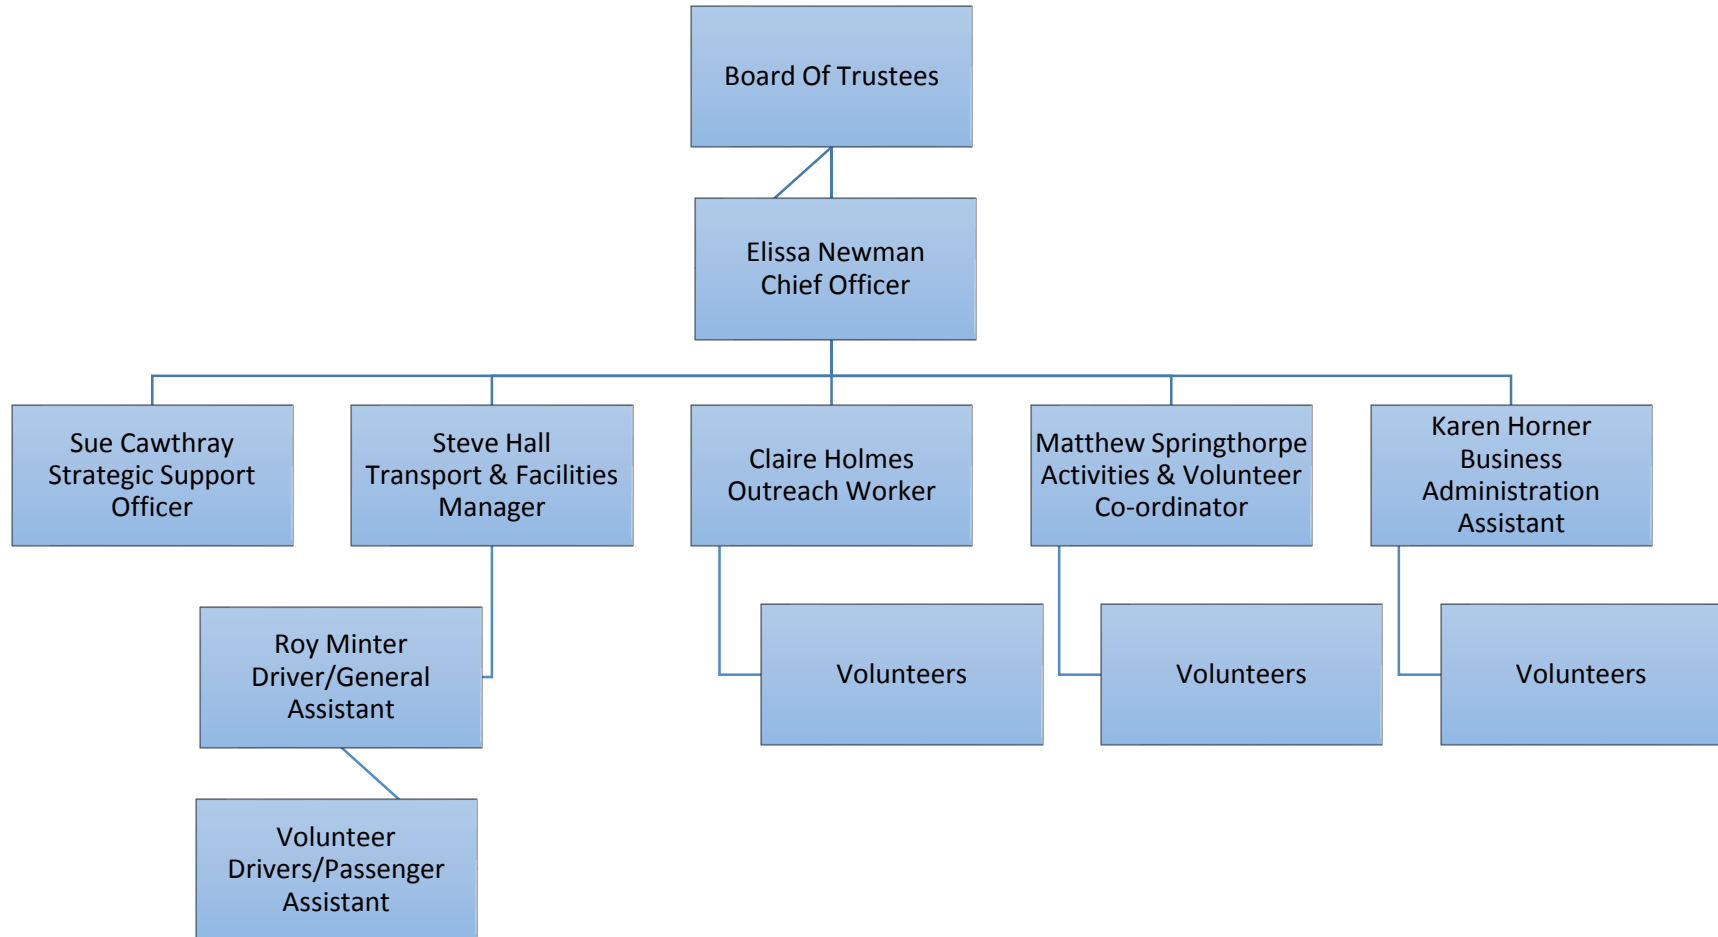 Board Of Trustees
Elissa Newman
Chief Officer
Sue Cawthray
Strategic Support
Officer
Steve Hall
Transport & Facilities
Manager
Claire Holmes
Outreach Worker
Matthew Springthorpe
Activities & Volunteer
Co-ordinator
Karen Horner
Business
Administration
Assistant
Roy Minter
Driver/General
Assistant
Volunteers
Volunteers
Volunteers
Volunteer
Drivers/Passenger
Assistant